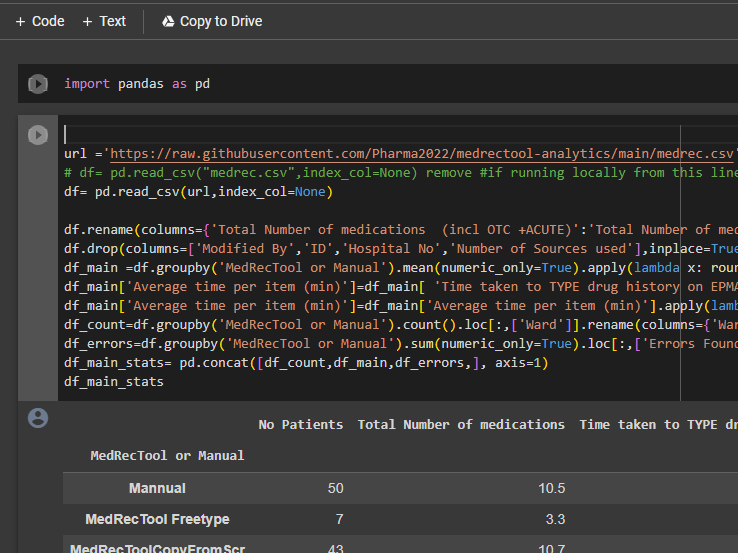 + Code + Text Copy to Drive
import pandas as pd
url ='https://raw.githubusercontent.com/Pharma2022/medrectool-analytics/main/medrec.csv'
# df= pd.read_csv("medrec.csv",index_col=None) remove #if running locally from this line
df= pd.read_csv(url,index_col=None)
df.rename(columns={'Total Number of medications  (incl OTC +ACUTE)':'Total Number of med
df.drop(columns=['Modified By','ID','Hospital No','Number of Sources used'],inplace=True
df_main =df.groupby('MedRecTool or Manual').mean(numeric_only=True).apply(lambda x: roun
df_main['Average time per item (min)']=df_main[ 'Time taken to TYPE drug history on EPMA
df_main['Average time per item (min)']=df_main['Average time per item (min)'].apply(lamb
df_count=df.groupby('MedRecTool or Manual').count().loc[:,['Ward']].rename(columns={'War
df_errors=df.groupby('MedRecTool or Manual').sum(numeric_only=True).loc[:,['Errors Found
df_main_stats= pd.concat([df_count,df_main,df_errors,], axis=1)
df_main_stats
No Patients Total Number of medications Time taken to TYPE dr
MedRecTool or Manual
Mannual 50 10.5
MedRecTool Freetype 7 3.3
MedRecToolCopyFromScr 43 10.7